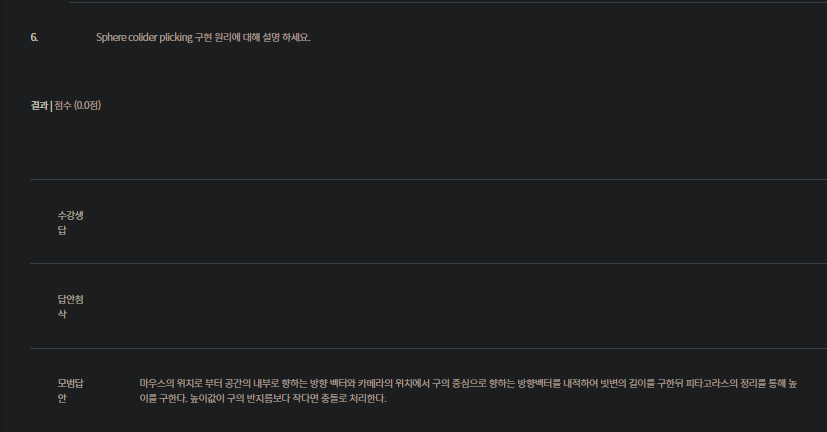 6. Sphere colider plicking 구현 원리에 대해 설명 하세요.
결과 | 점수 (0.0점)
수강생
답
답안첨
삭
모범답
안
마우스의 위치로 부터 공간의 내부로 향하는 방향 벡터와 카메라의 위치에서 구의 중심으로 향하는 방향벡터를 내적하여 빗변의 길이를 구한뒤 피타고라스의 정리를 통해 높
이를 구한다. 높이값이 구의 반지름보다 작다면 충돌로 처리한다.